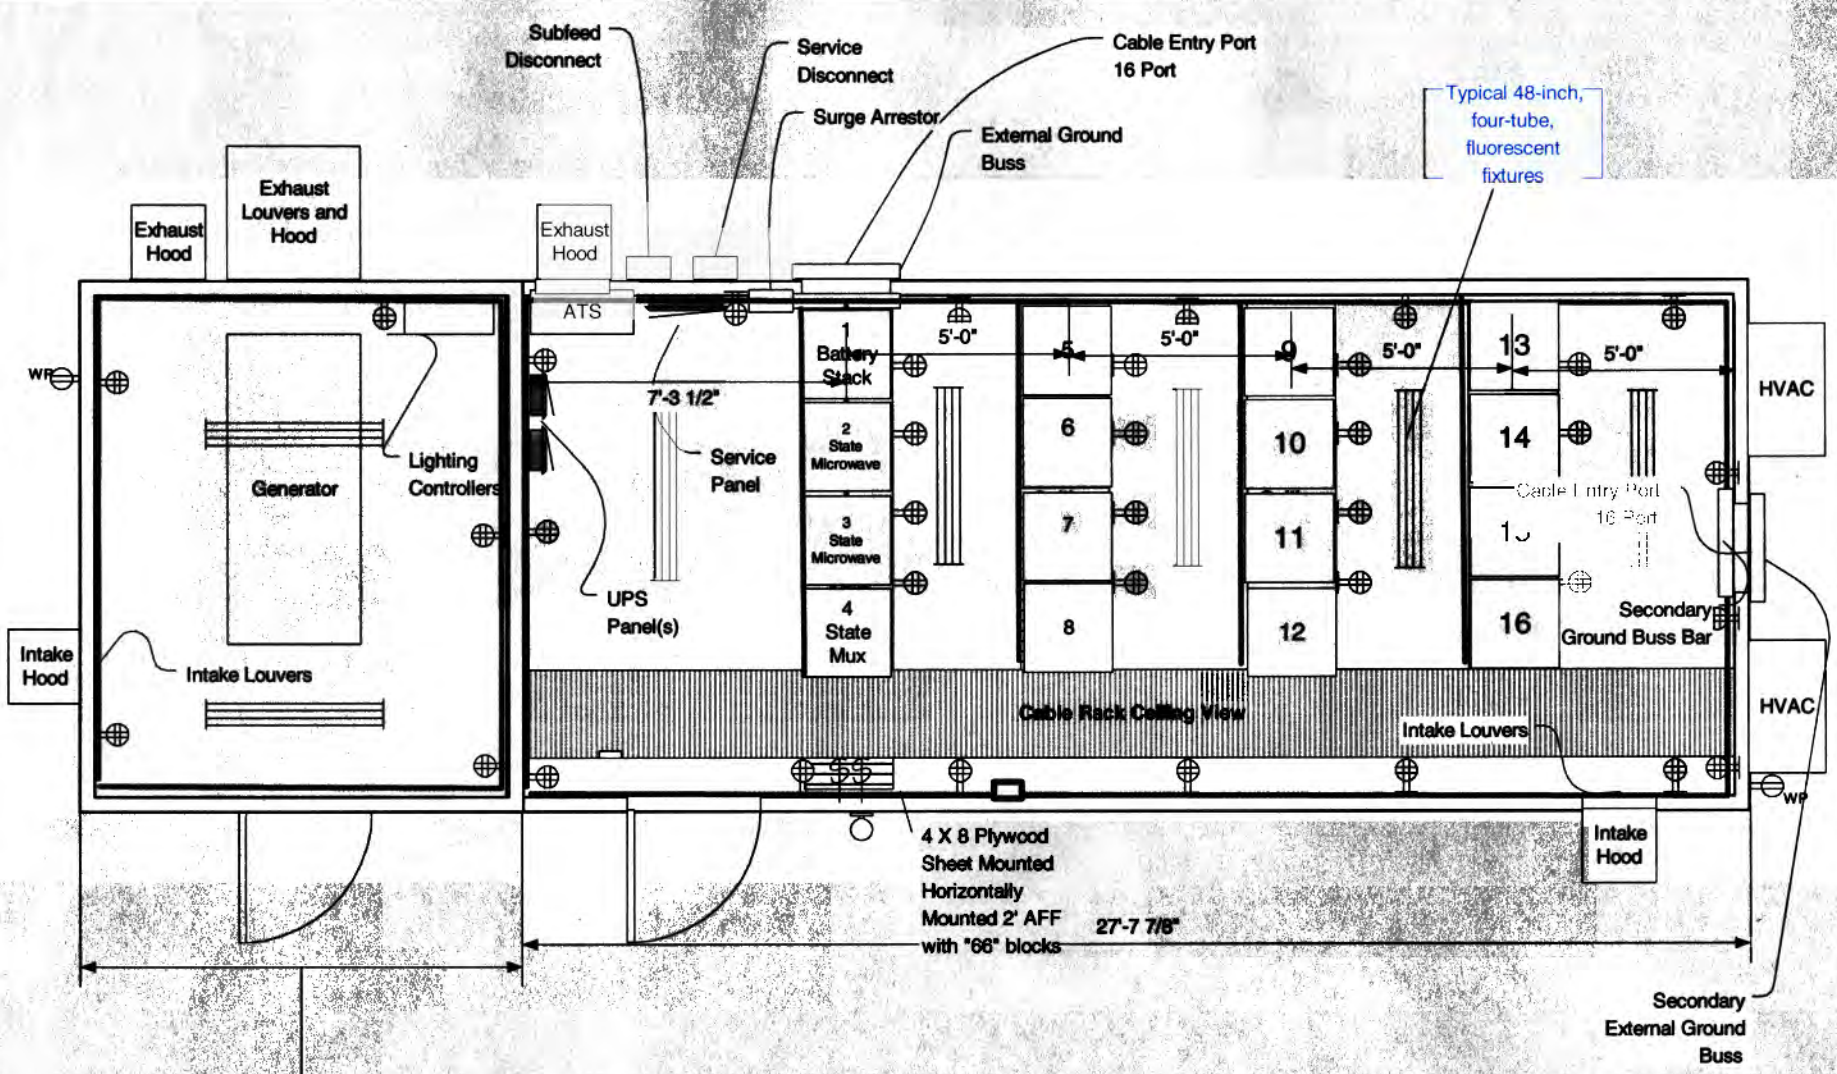 Subfeed
Disconnect
Service
Disconnect
Cable Entry Port
16 Port
Surge Arrestor
External Ground
Buss
Typical 48-inch,
four-tube,
fluorescent
fixtures
Exhaust
Hood
Exhaust
Louvers and
Hood
Exhaust
Hood
ATS
WP
Generator
Lighting
Controllers
Intake
Hood
Intake Louvers
7'-3 1/2"
Service
Panel
UPS
Panel(s)
1
Battery
Stack
2
State
Microwave
3
State
Microwave
4
State
Mux
5'-0"
5
6
7
8
5'-0"
9
10
11
12
5'-0"
13
14
16
5'-0"
Cable Entry Port
16 Port
Secondary
Ground Buss Bar
HVAC
HVAC
WP
Cable Rack Ceiling View
Intake Louvers
Intake
Hood
4 X 8 Plywood
Sheet Mounted
Horizontally
Mounted 2' AFF
with "66" blocks
27'-7 7/8"
Secondary
External Ground
Buss